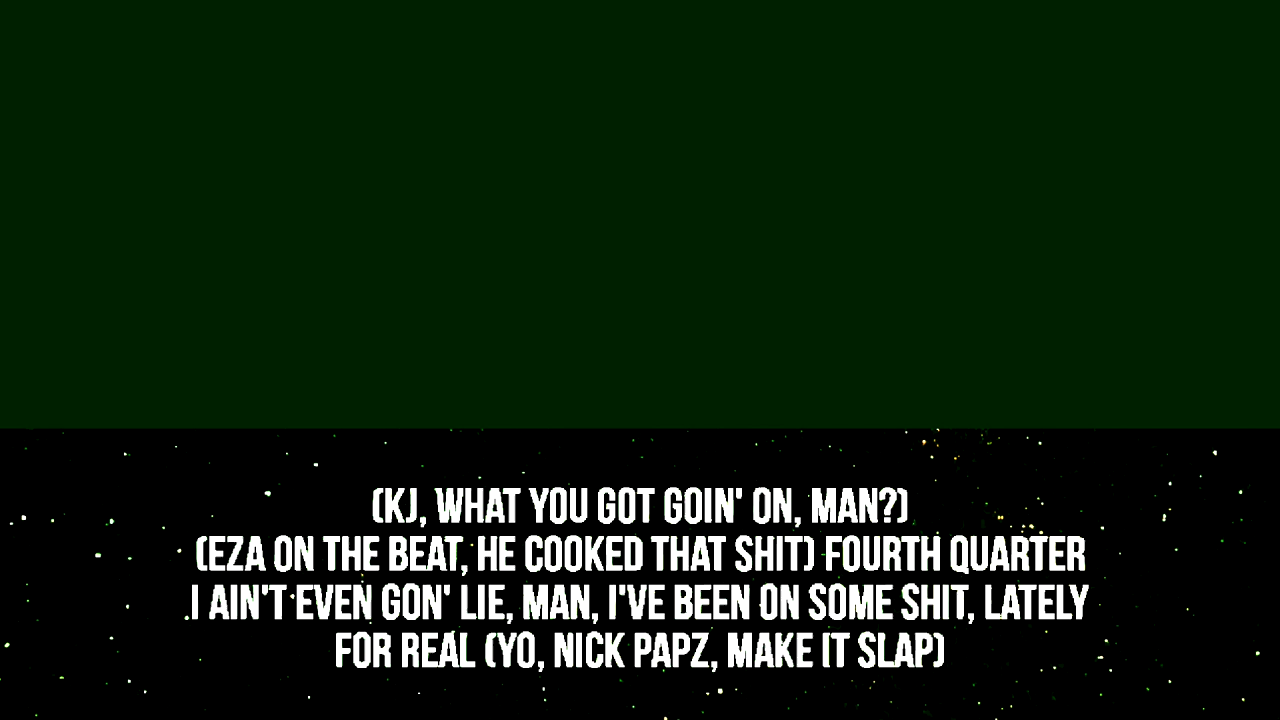 (KJ, WHAT YOU GOT GOIN' ON, MAN?)
(EZA ON THE BEAT, HE COOKED THAT SHIT) FOURTH QUARTER
I AIN'T EVEN GON' LIE, MAN, I'VE BEEN ON SOME SHIT, LATELY
FOR REAL (YO, NICK PAPZ, MAKE IT SLAP)